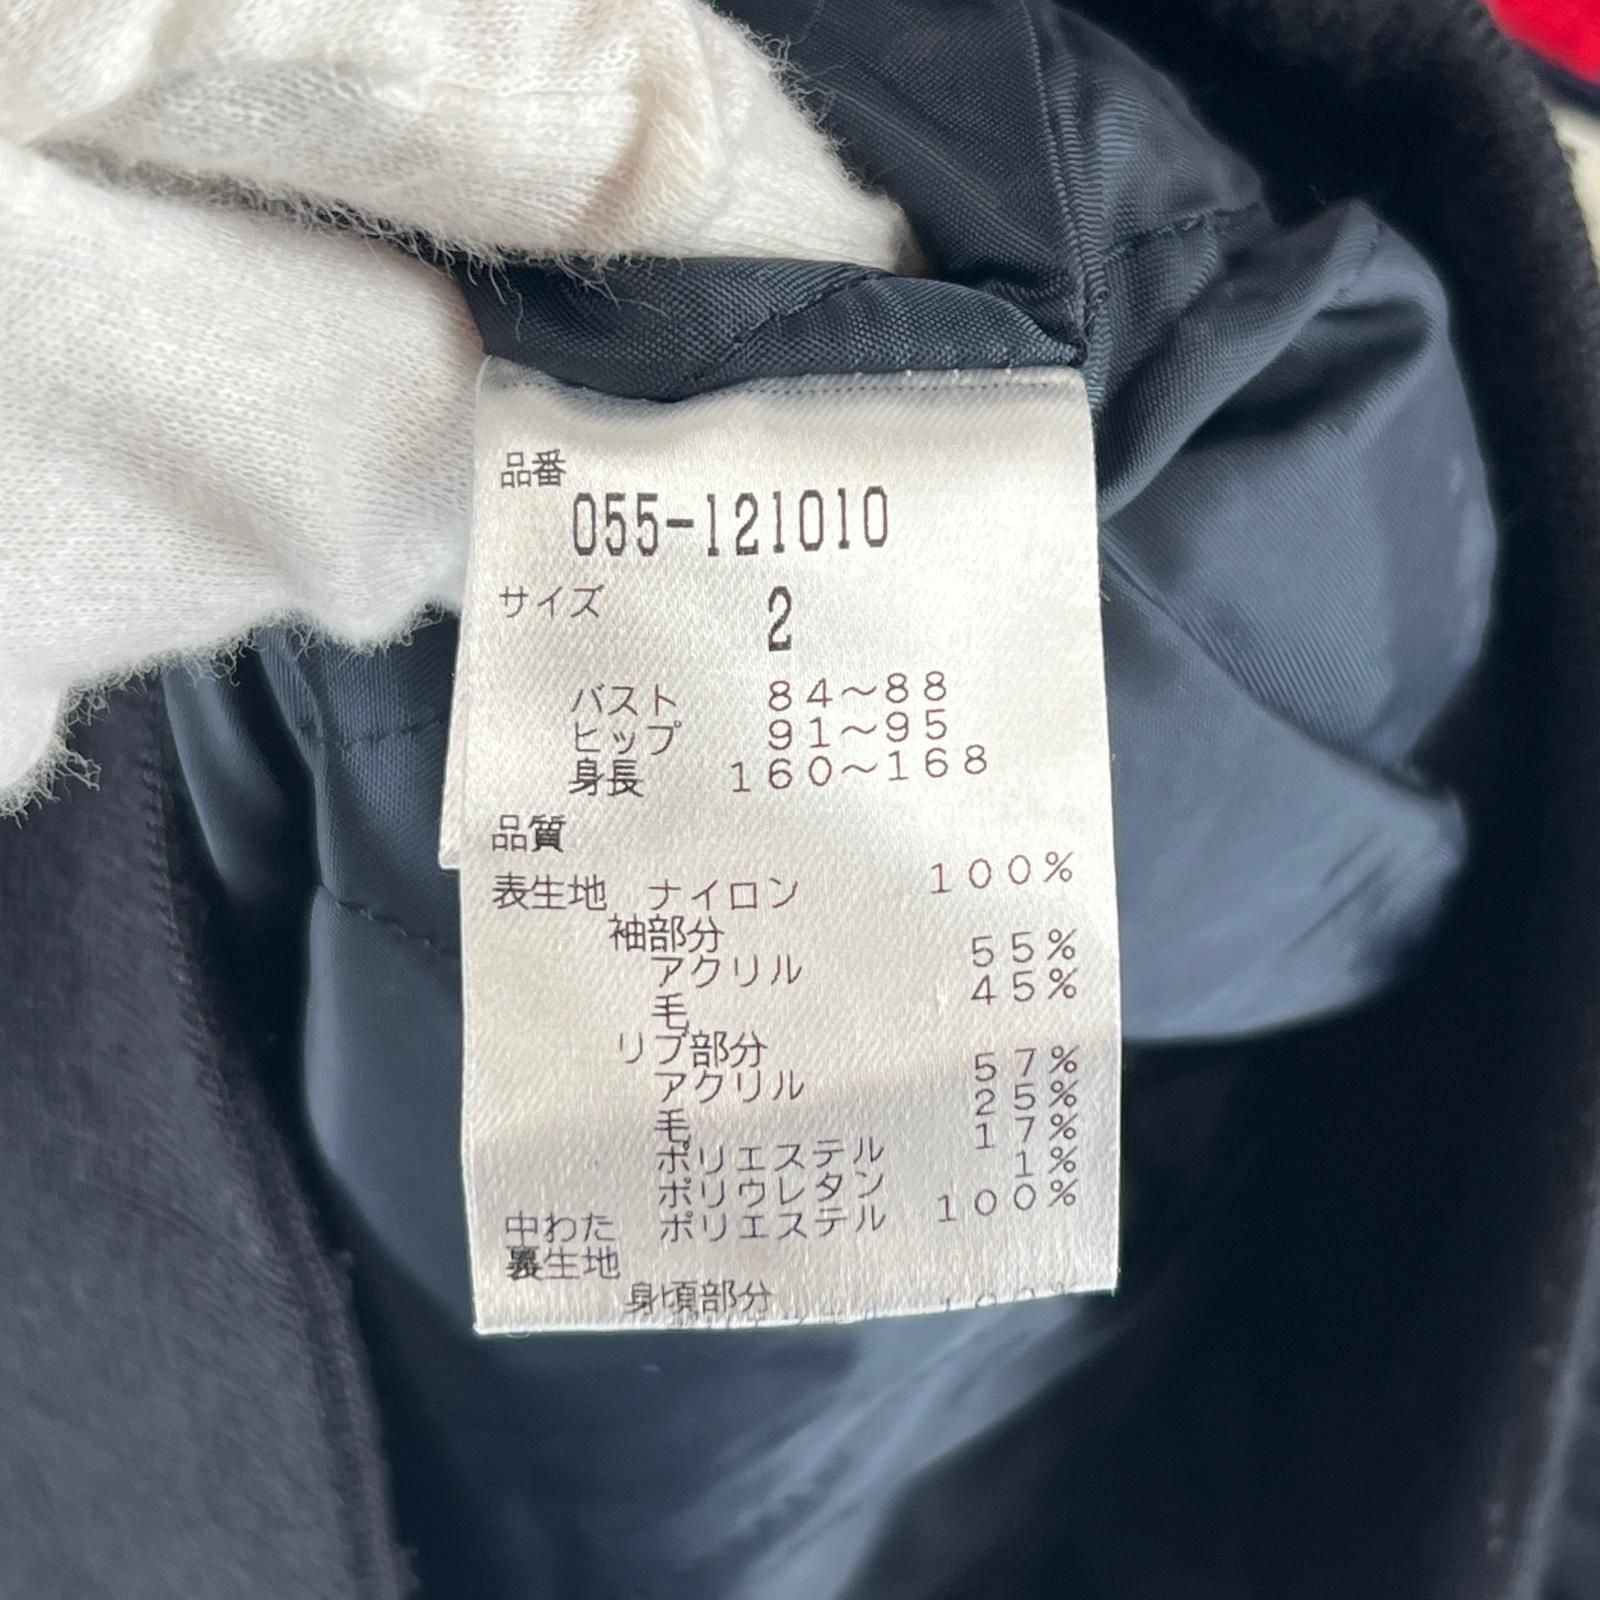 品番
055-121010
サイズ 2
バスト 84～88
ヒップ 91～95
身長 160～168
品質
表生地 ナイロン 100%
袖部分
アクリル 55%
毛 45%
リブ部分
アクリル 57%
毛 25%
ポリエステル 17%
ポリウレタン 1%
中わた ポリエステル 100%
裏生地
身頃部分